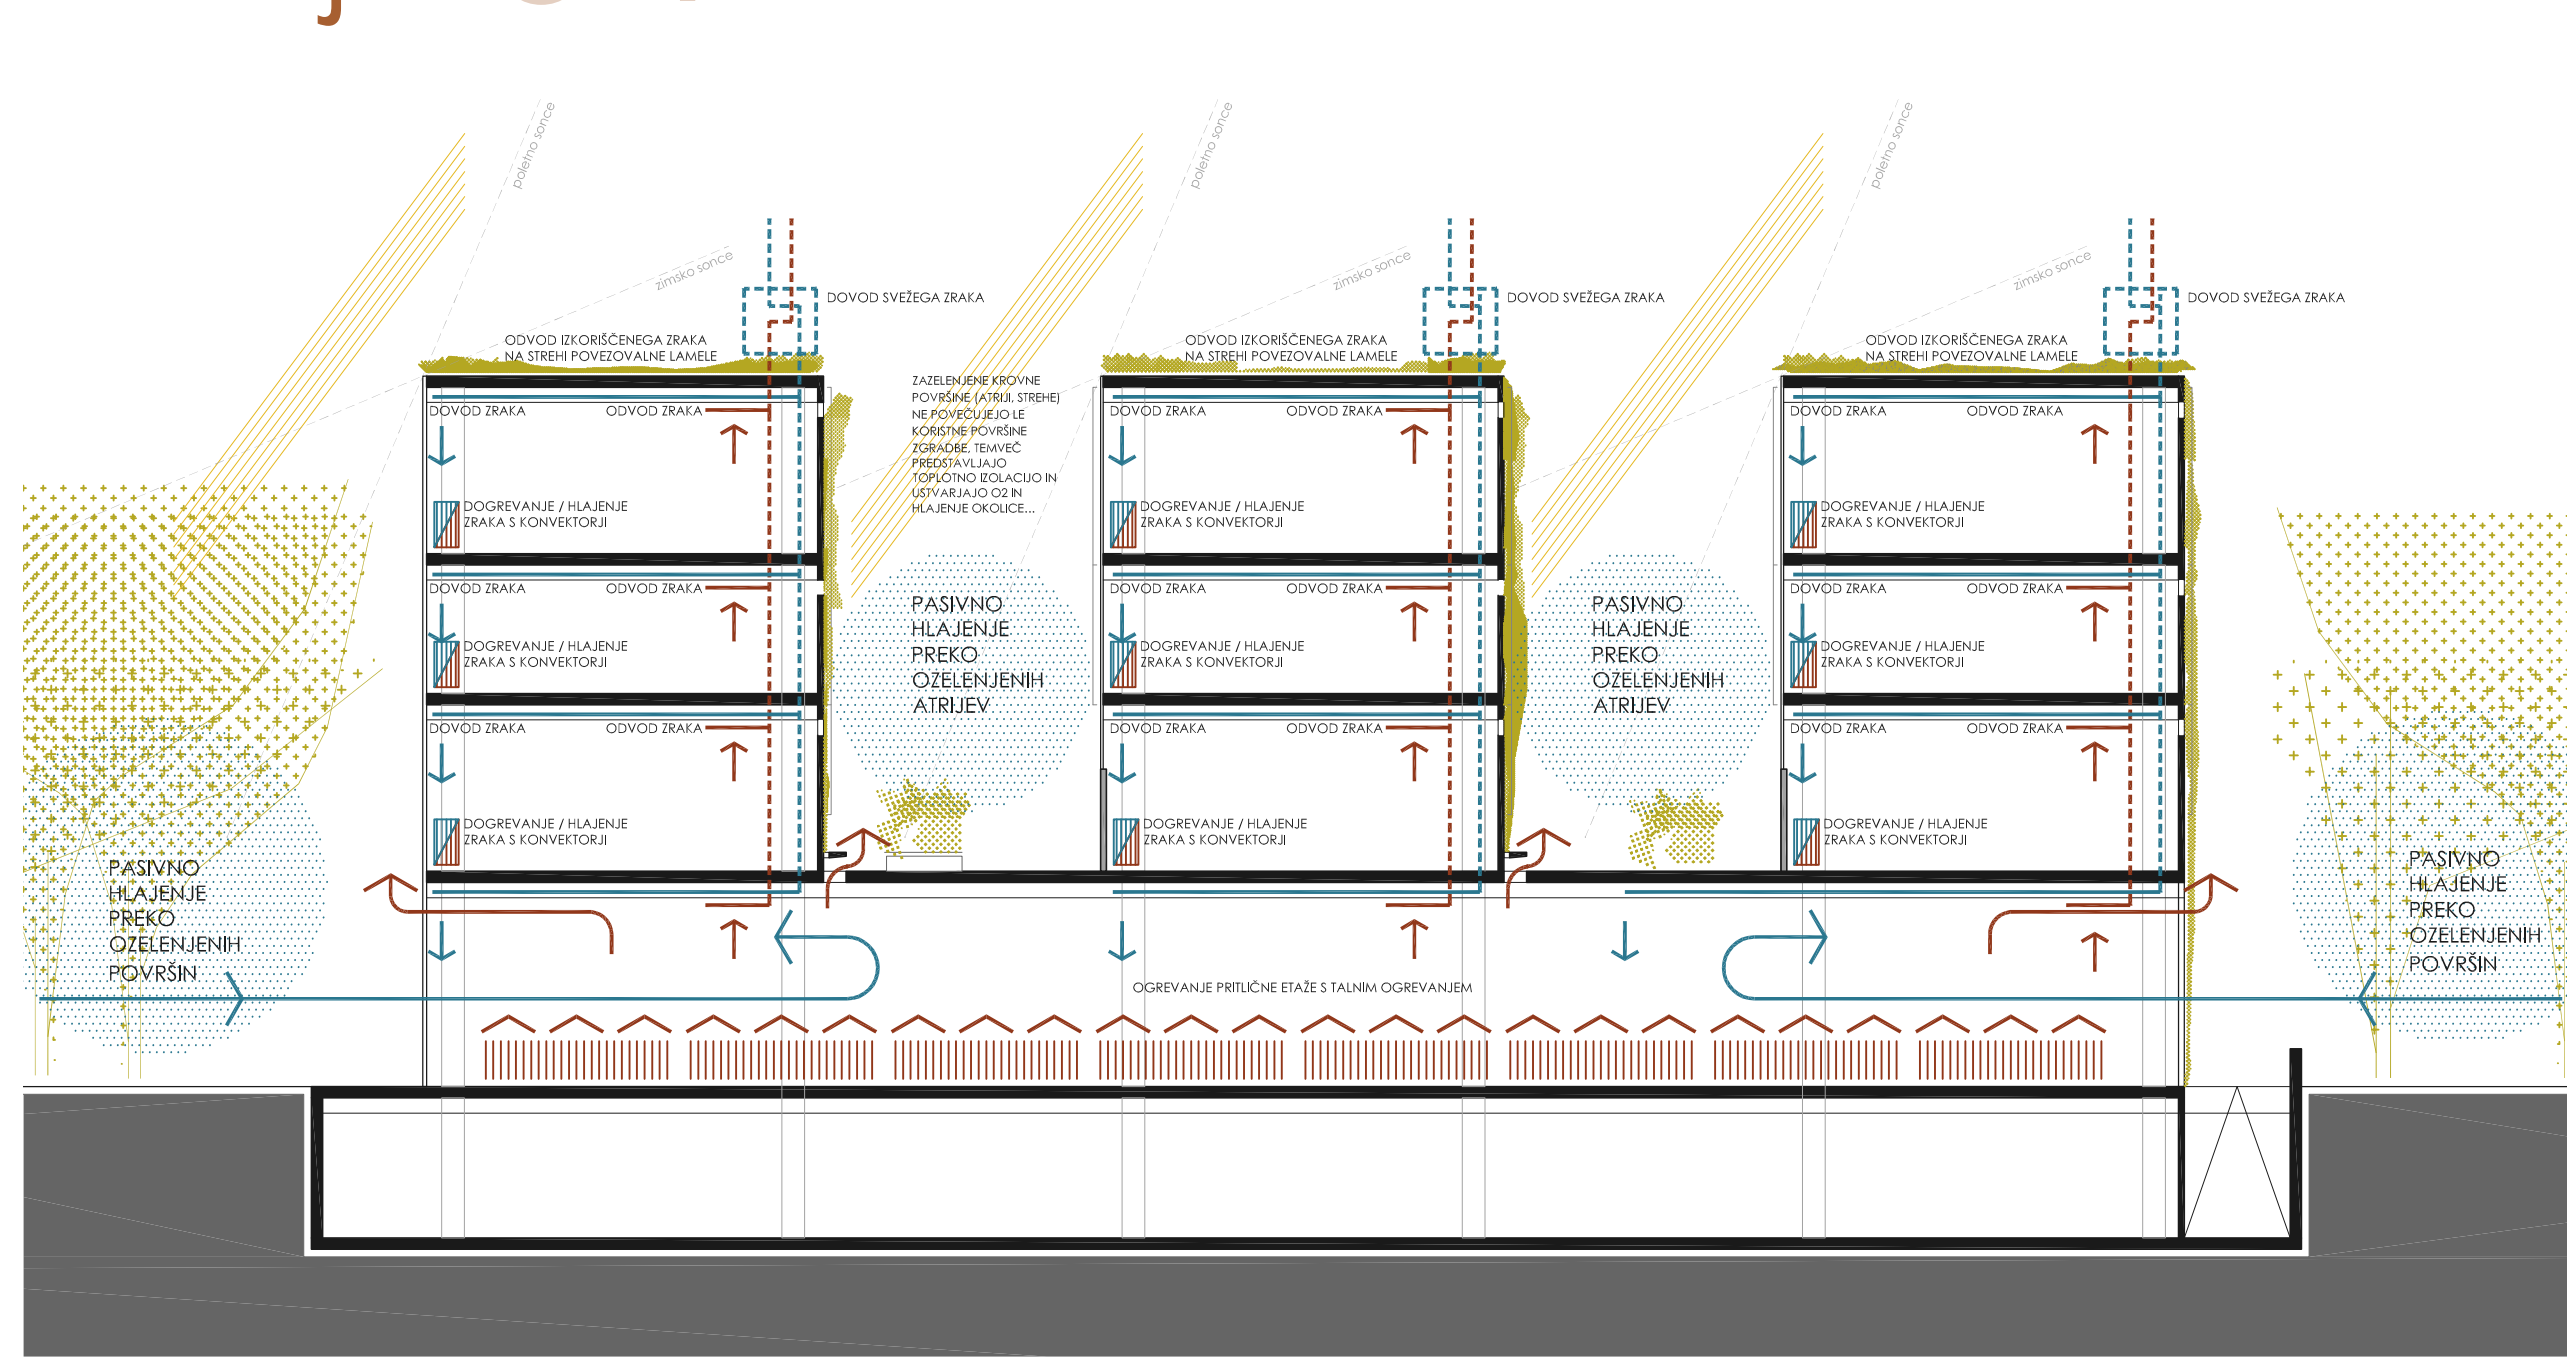 poletno sonce
poletno sonce
poletno sonce
zimsko sonce
zimsko sonce
zimsko sonce
DOVOD SVEŽEGA ZRAKA
DOVOD SVEŽEGA ZRAKA
DOVOD SVEŽEGA ZRAKA
ODVOD IZKORIŠČENEGA ZRAKA
NA STREHI POVEZOVALNE LAMELE
ODVOD IZKORIŠČENEGA ZRAKA
NA STREHI POVEZOVALNE LAMELE
ODVOD IZKORIŠČENEGA ZRAKA
NA STREHI POVEZOVALNE LAMELE
ZAZELENJENE KROVNE
POVRŠINE (ATRIJI, STREHE)
NE POVEČUJEJO LE
KORISTNE POVRŠINE
ZGRADBE, TEMVEČ
PREDSTAVLJAJO
TOPLOTNO IZOLACIJO IN
USTVARJAJO O2 IN
HLAJENJE OKOLICE...
DOVOD ZRAKA
ODVOD ZRAKA
DOVOD ZRAKA
ODVOD ZRAKA
DOVOD ZRAKA
ODVOD ZRAKA
DOGREVANJE / HLAJENJE
ZRAKA S KONVEKTORJI
DOGREVANJE / HLAJENJE
ZRAKA S KONVEKTORJI
DOGREVANJE / HLAJENJE
ZRAKA S KONVEKTORJI
DOVOD ZRAKA
ODVOD ZRAKA
DOVOD ZRAKA
ODVOD ZRAKA
DOVOD ZRAKA
ODVOD ZRAKA
PASIVNO
HLAJENJE
PREKO
OZELENJENIH
ATRIJEV
PASIVNO
HLAJENJE
PREKO
OZELENJENIH
ATRIJEV
DOGREVANJE / HLAJENJE
ZRAKA S KONVEKTORJI
DOGREVANJE / HLAJENJE
ZRAKA S KONVEKTORJI
DOGREVANJE / HLAJENJE
ZRAKA S KONVEKTORJI
DOVOD ZRAKA
ODVOD ZRAKA
DOVOD ZRAKA
ODVOD ZRAKA
DOVOD ZRAKA
ODVOD ZRAKA
DOGREVANJE / HLAJENJE
ZRAKA S KONVEKTORJI
DOGREVANJE / HLAJENJE
ZRAKA S KONVEKTORJI
DOGREVANJE / HLAJENJE
ZRAKA S KONVEKTORJI
PASIVNO
HLAJENJE
PREKO
OZELENJENIH
POVRŠIN
PASIVNO
HLAJENJE
PREKO
OZELENJENIH
POVRŠIN
OGREVANJE PRITLIČNE ETAŽE S TALNIM OGREVANJEM